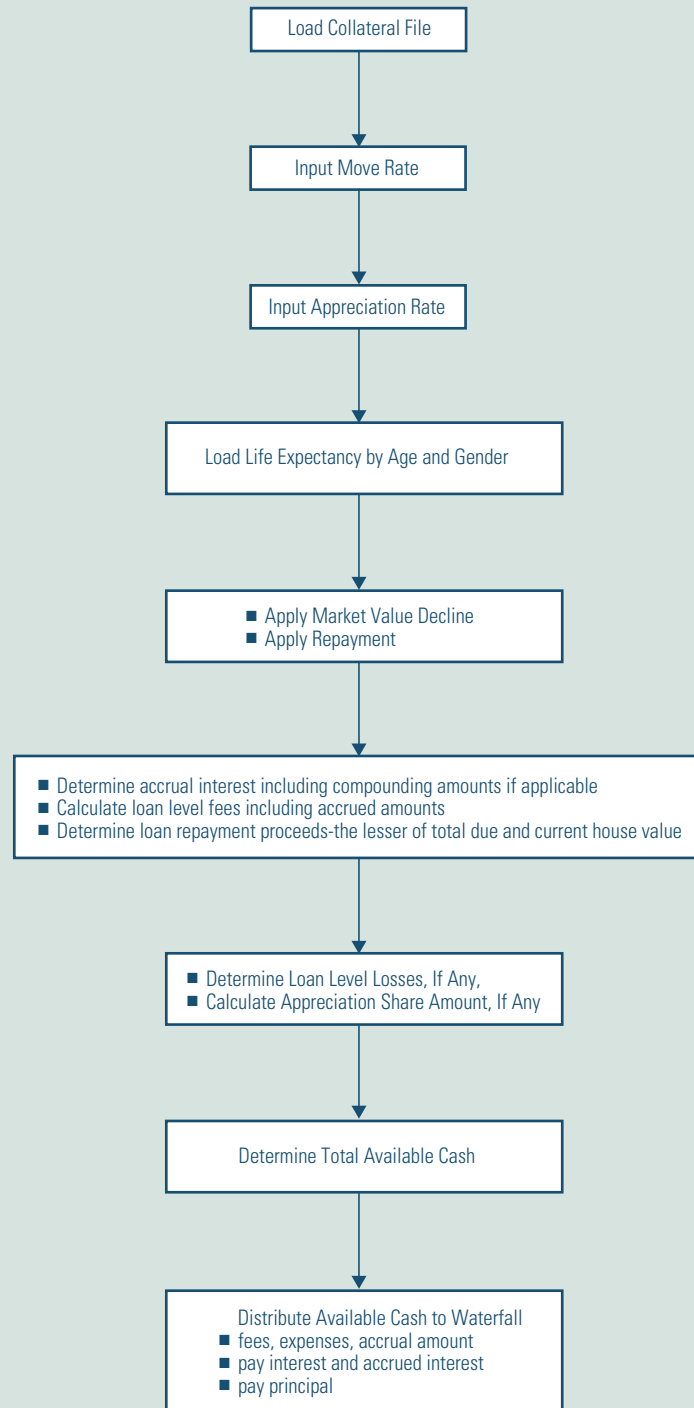 Load Collateral File
Input Move Rate
Input Appreciation Rate
Load Life Expectancy by Age and Gender
■ Apply Market Value Decline
■ Apply Repayment
■ Determine accrual interest including compounding amounts if applicable
■ Calculate loan level fees including accrued amounts
■ Determine loan repayment proceeds-the lesser of total due and current house value
■ Determine Loan Level Losses, If Any,
■ Calculate Appreciation Share Amount, If Any
Determine Total Available Cash
Distribute Available Cash to Waterfall
■ fees, expenses, accrual amount
■ pay interest and accrued interest
■ pay principal